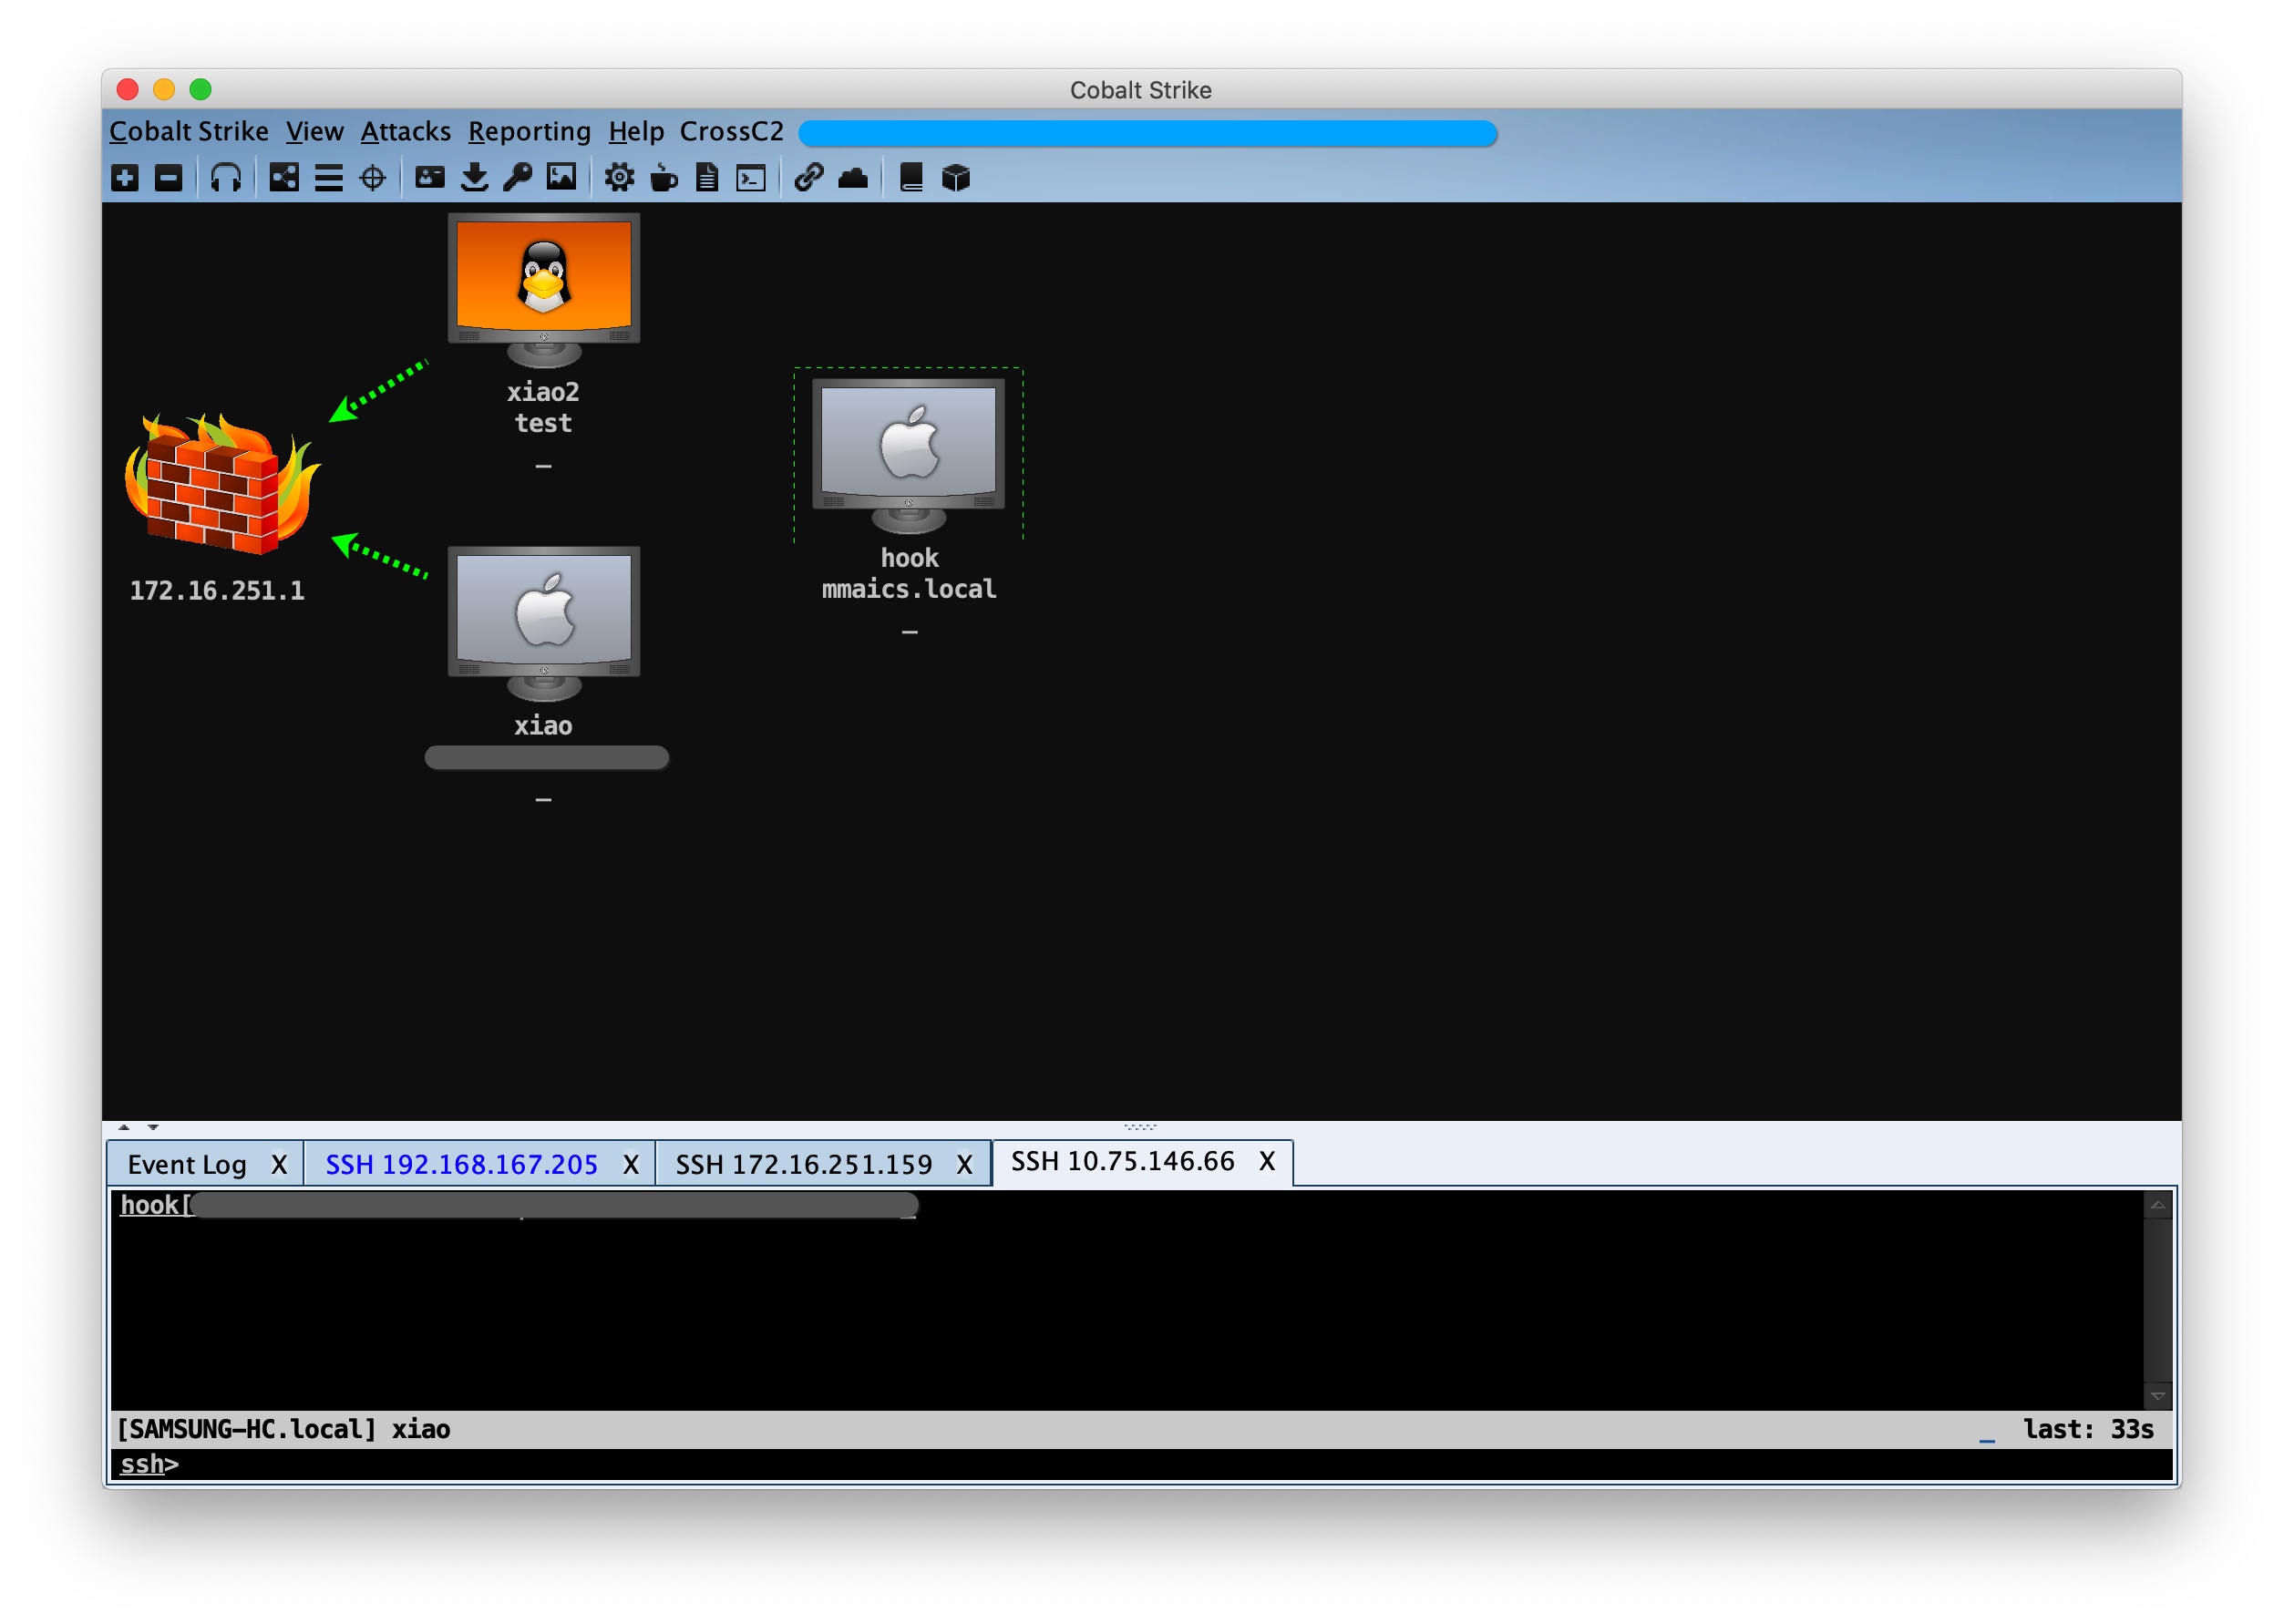 Cobalt Strike
Cobalt Strike View Attacks Reporting Help CrossC2
xiao2
test
hook
mmaics.local
172.16.251.1
xiao
Event Log X SSH 192.168.167.205 X SSH 172.16.251.159 X SSH 10.75.146.66 X
hook[
[SAMSUNG-HC.local] xiao _ last: 33s
ssh>